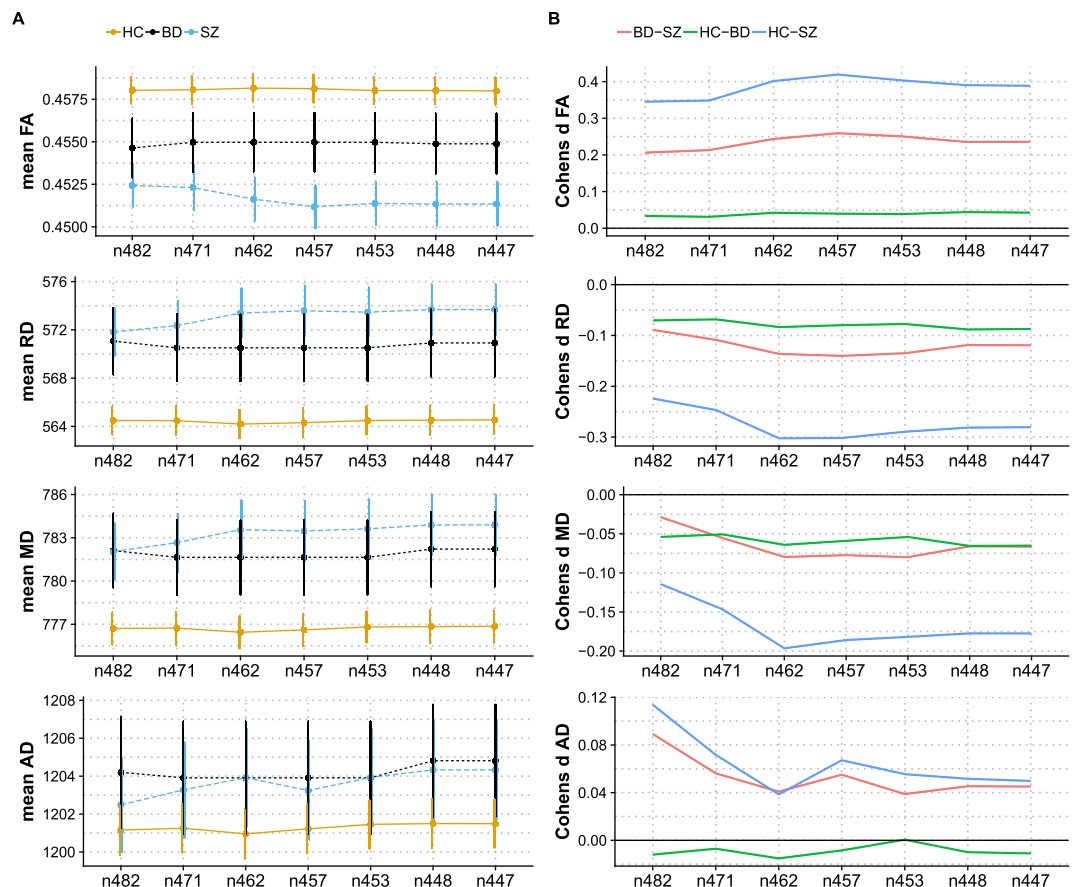 A
HC BD SZ
mean FA
0.4575
0.4550
0.4525
0.4500
n482 n471 n462 n457 n453 n448 n447
mean RD
576
572
568
564
n482 n471 n462 n457 n453 n448 n447
mean MD
786
783
780
777
n482 n471 n462 n457 n453 n448 n447
mean AD
1208
1206
1204
1202
1200
n482 n471 n462 n457 n453 n448 n447
B
BD−SZ HC−BD HC−SZ
Cohens d FA
0.4
0.3
0.2
0.1
0.0
n482 n471 n462 n457 n453 n448 n447
Cohens d RD
0.0
−0.1
−0.2
−0.3
n482 n471 n462 n457 n453 n448 n447
Cohens d MD
0.00
−0.05
−0.10
−0.15
−0.20
n482 n471 n462 n457 n453 n448 n447
Cohens d AD
0.12
0.08
0.04
0.00
n482 n471 n462 n457 n453 n448 n447